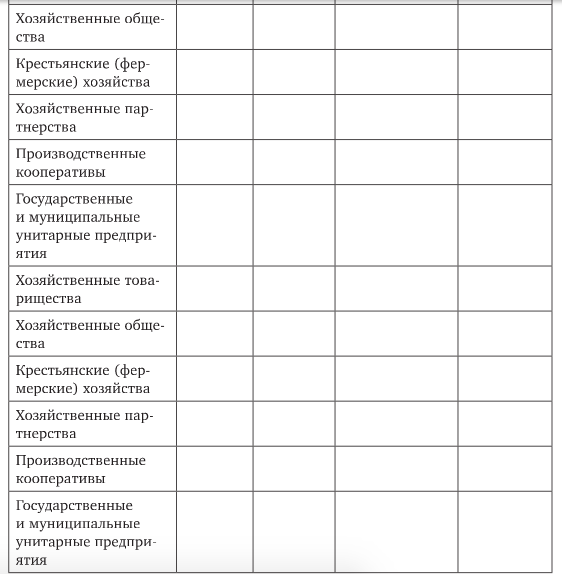 Хозяйственные обще-
ства
Крестьянские (фер-
мерские) хозяйства
Хозяйственные пар-
тнерства
Производственные
кооперативы
Государственные
и муниципальные
унитарные предпри-
ятия
Хозяйственные това-
рищества
Хозяйственные обще-
ства
Крестьянские (фер-
мерские) хозяйства
Хозяйственные пар-
тнерства
Производственные
кооперативы
Государственные
и муниципальные
унитарные предпри-
ятия